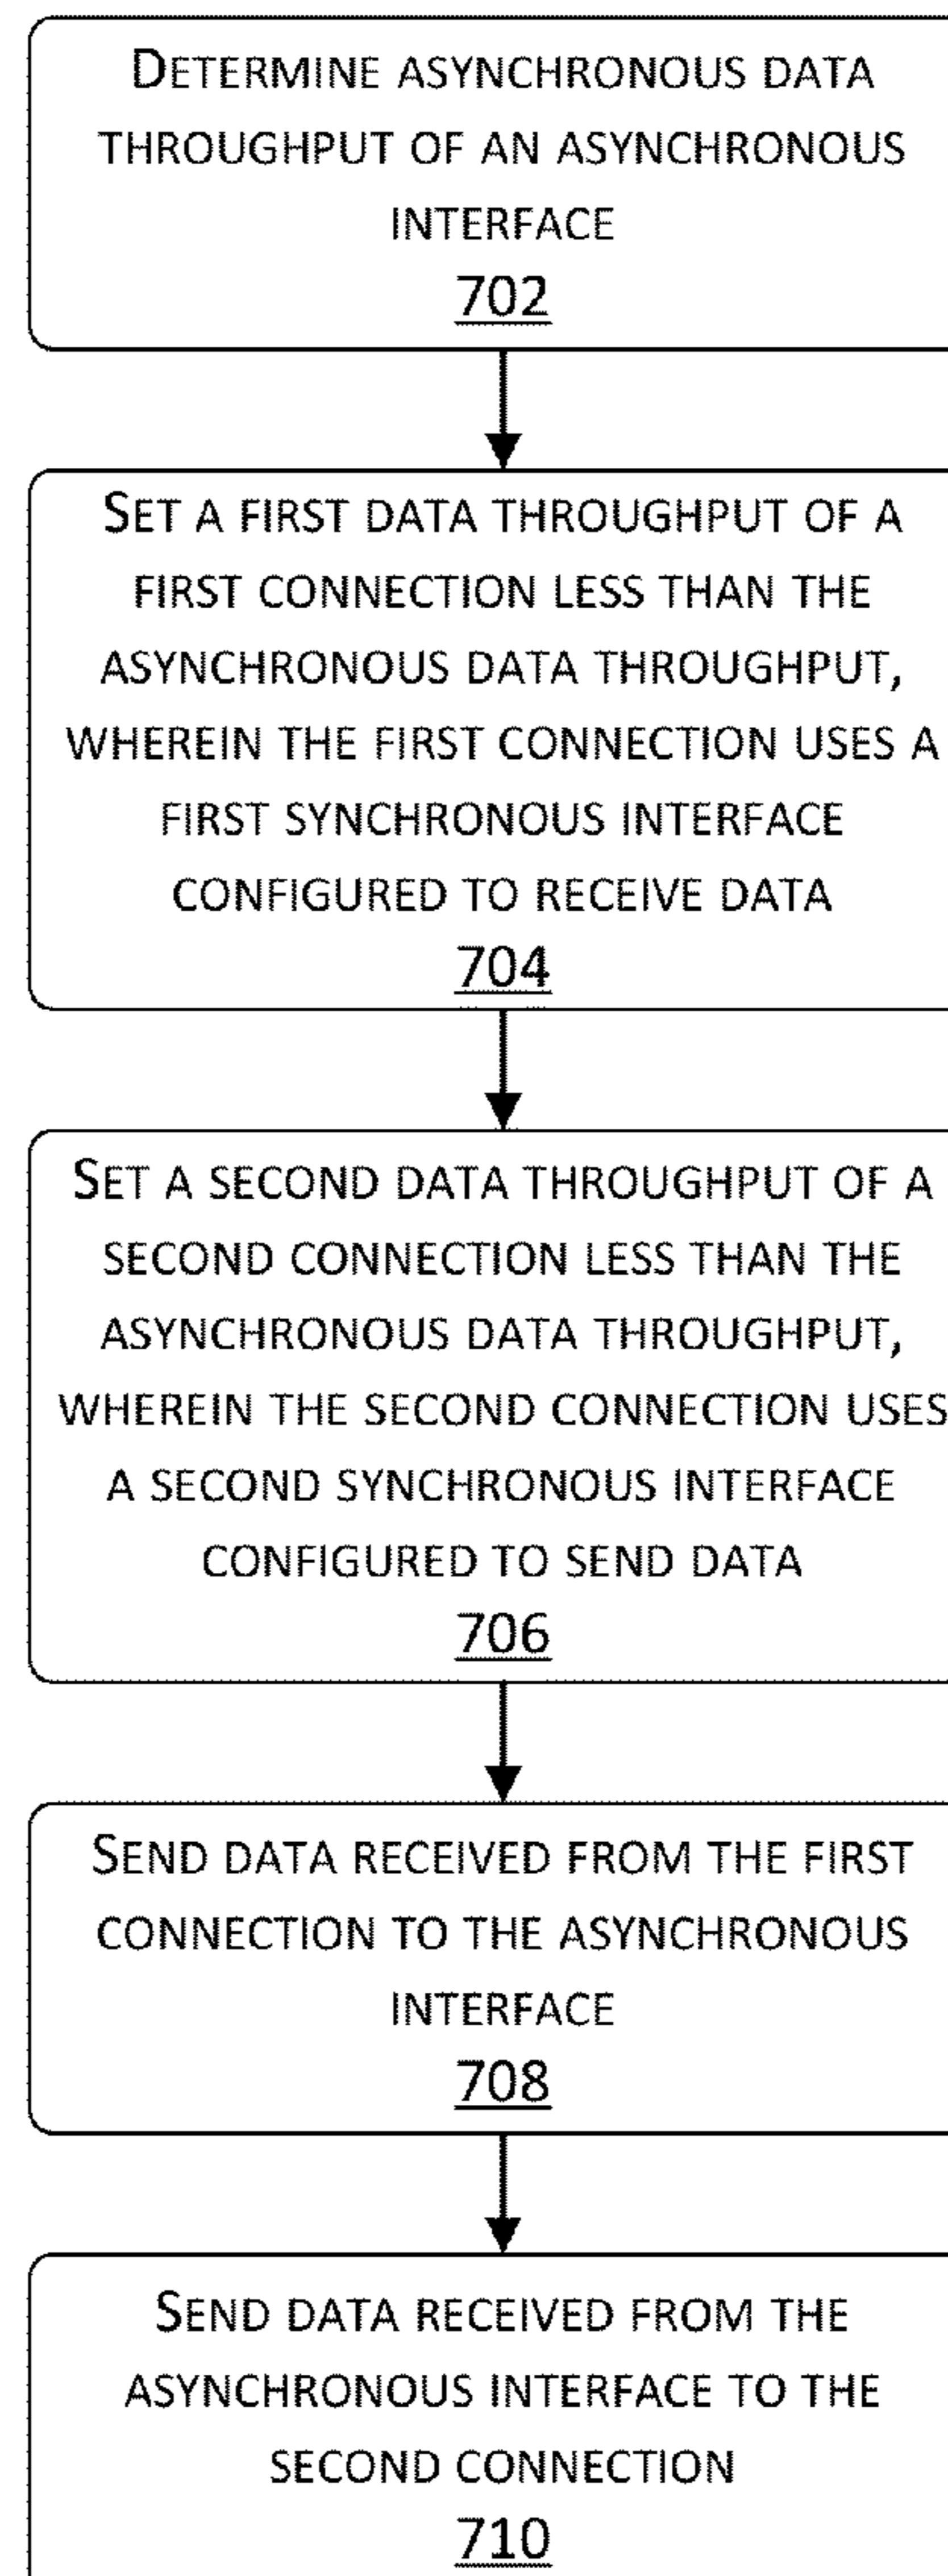 DETERMINE ASYNCHRONOUS DATA
THROUGHPUT OF AN ASYNCHRONOUS
INTERFACE
702
SET A FIRST DATA THROUGHPUT OF A
FIRST CONNECTION LESS THAN THE
ASYNCHRONOUS DATA THROUGHPUT,
WHEREIN THE FIRST CONNECTION USES A
FIRST SYNCHRONOUS INTERFACE
CONFIGURED TO RECEIVE DATA
704
SET A SECOND DATA THROUGHPUT OF A
SECOND CONNECTION LESS THAN THE
ASYNCHRONOUS DATA THROUGHPUT,
WHEREIN THE SECOND CONNECTION USES
A SECOND SYNCHRONOUS INTERFACE
CONFIGURED TO SEND DATA
706
SEND DATA RECEIVED FROM THE FIRST
CONNECTION TO THE ASYNCHRONOUS
INTERFACE
708
SEND DATA RECEIVED FROM THE
ASYNCHRONOUS INTERFACE TO THE
SECOND CONNECTION
710